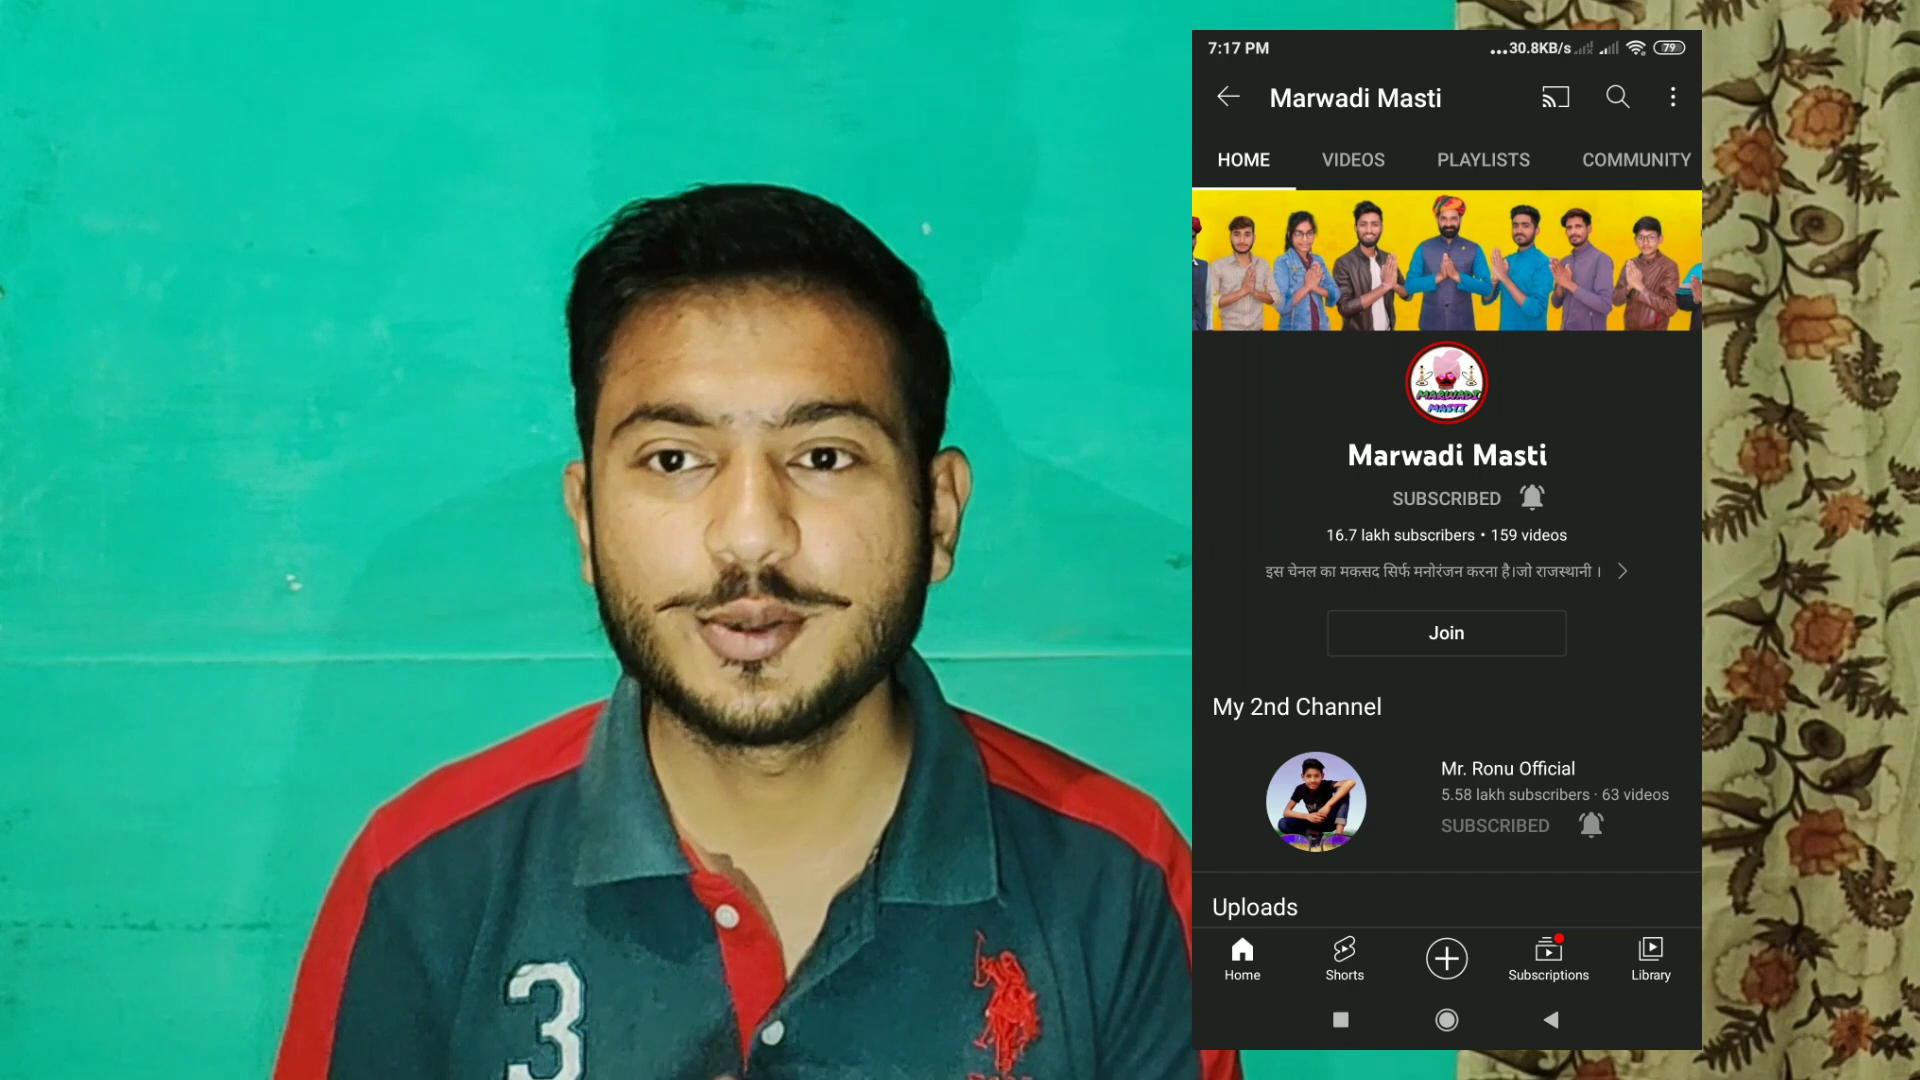 7:17 PM
...30.8KB/s
79
Marwadi Masti
HOME
VIDEOS
PLAYLISTS
COMMUNITY
MARWADI
MASTI
Marwadi Masti
SUBSCRIBED
16.7 lakh subscribers • 159 videos
इस चेनल का मकसद सिर्फ मनोरंजन करना है।जो राजस्थानी ।
Join
My 2nd Channel
Mr. Ronu Official
5.58 lakh subscribers · 63 videos
SUBSCRIBED
Uploads
Home
Shorts
Subscriptions
Library
3